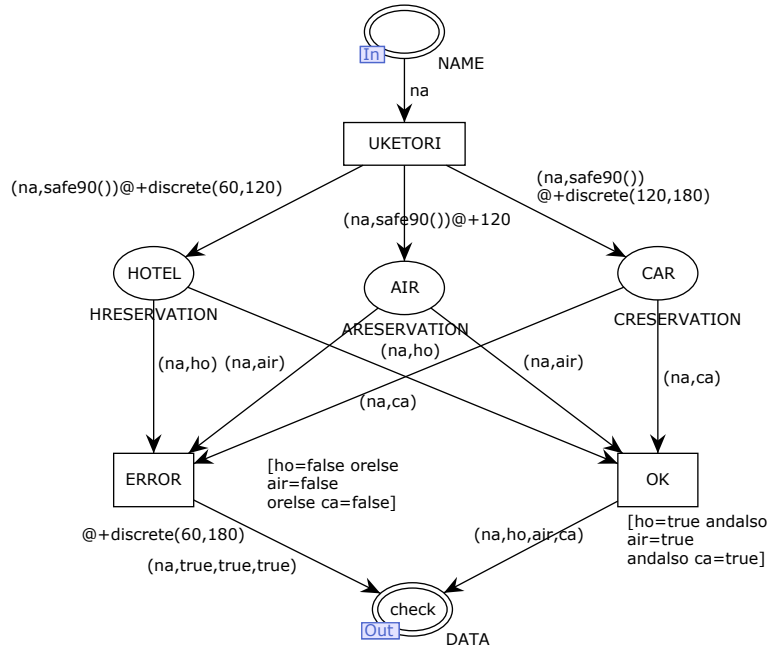 In
NAME
na
UKETORI
(na,safe90())@+discrete(60,120)
(na,safe90())@+120
(na,safe90())
@+discrete(120,180)
HOTEL
AIR
CAR
HRESERVATION
ARESERVATION
CRESERVATION
(na,ho)
(na,air)
(na,ho)
(na,air)
(na,ca)
(na,ca)
ERROR
[ho=false orelse
air=false
orelse ca=false]
OK
[ho=true andalso
air=true
andalso ca=true]
@+discrete(60,180)
(na,ho,air,ca)
(na,true,true,true)
check
Out
DATA